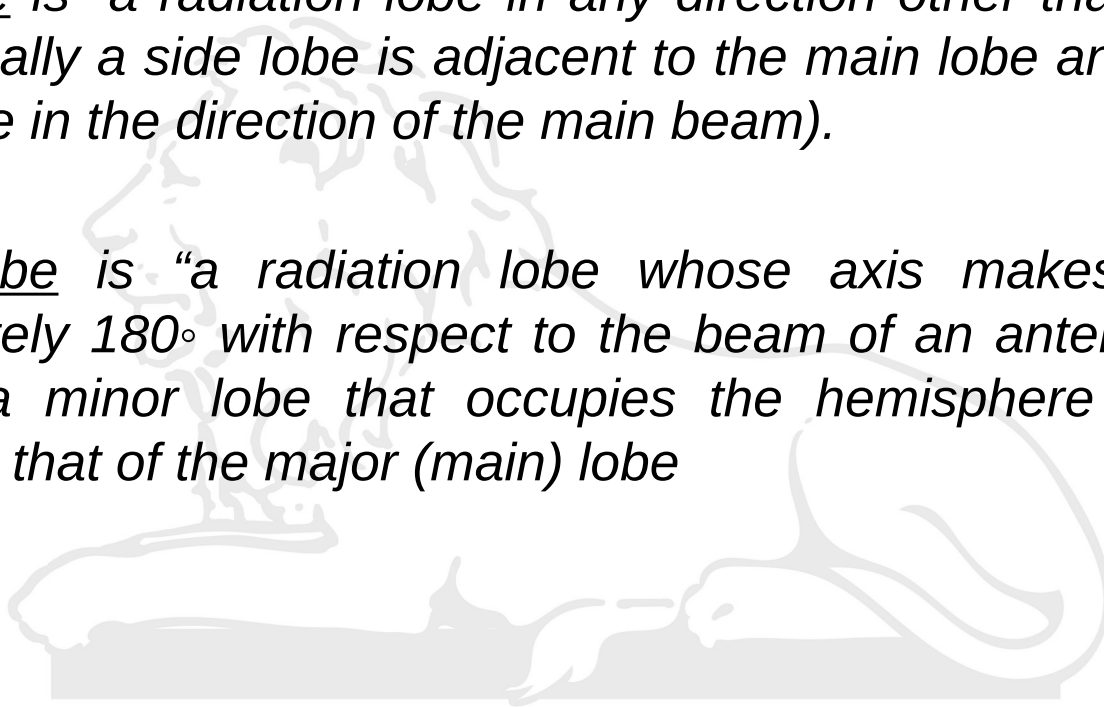 is “a radiation lobe in any direction other tha
ally a side lobe is adjacent to the main lobe an
e in the direction of the main beam).
be is “a radiation lobe whose axis makes
ely 180◦ with respect to the beam of an anten
a minor lobe that occupies the hemisphere
that of the major (main) lobe